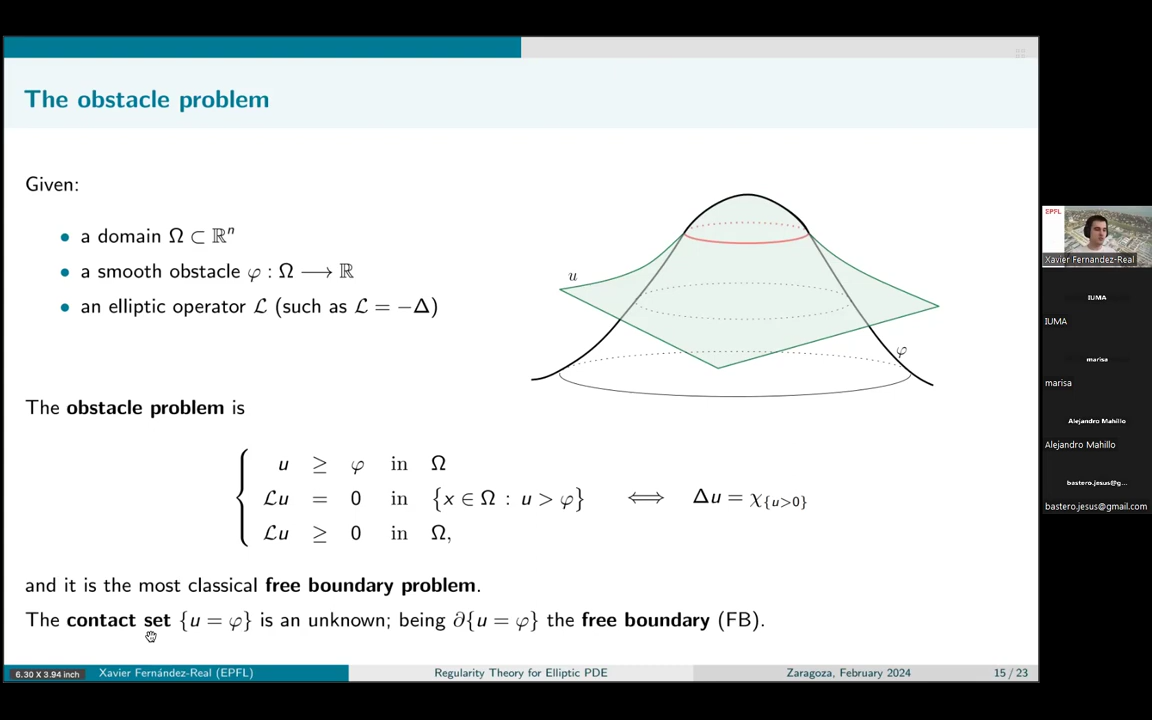 The obstacle problem
Given:
• a domain Ω ⊂ ℝⁿ
• a smooth obstacle φ : Ω ⟶ ℝ
• an elliptic operator ℒ (such as ℒ = −Δ)
u
φ
The obstacle problem is
u ≥ φ in Ω
ℒu = 0 in {x ∈ Ω : u > φ} ⟺ Δu = χ_{u>0}
ℒu ≥ 0 in Ω,
and it is the most classical free boundary problem.
The contact set {u = φ} is an unknown; being ∂{u = φ} the free boundary (FB).
6.30 X 3.94 inch
Xavier Fernández-Real (EPFL)
Regularity Theory for Elliptic PDE
Zaragoza, February 2024
15 / 23
EPFL
Xavier Fernandez-Real
IUMA
IUMA
marisa
marisa
Alejandro Mahillo
Alejandro Mahillo
bastero.jesus@g...
bastero.jesus@gmail.com